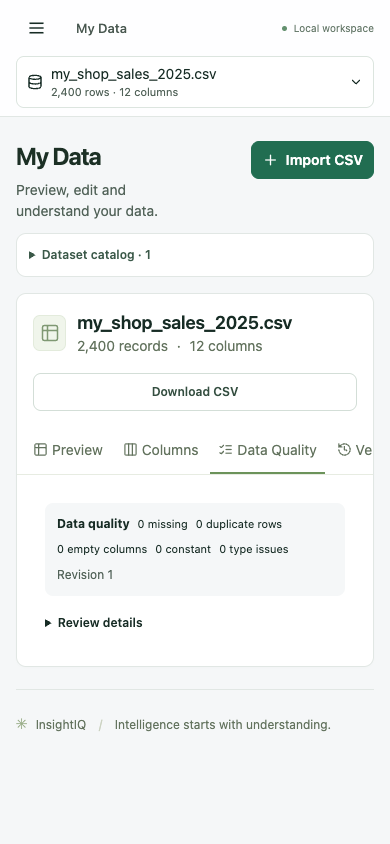 My Data
Local workspace
my_shop_sales_2025.csv
2,400 rows · 12 columns
My Data
Import CSV
Preview, edit and
understand your data.
Dataset catalog · 1
my_shop_sales_2025.csv
2,400 records · 12 columns
Download CSV
Preview Columns Data Quality Ve
Data quality 0 missing 0 duplicate rows
0 empty columns 0 constant 0 type issues
Revision 1
Review details
InsightIQ / Intelligence starts with understanding.